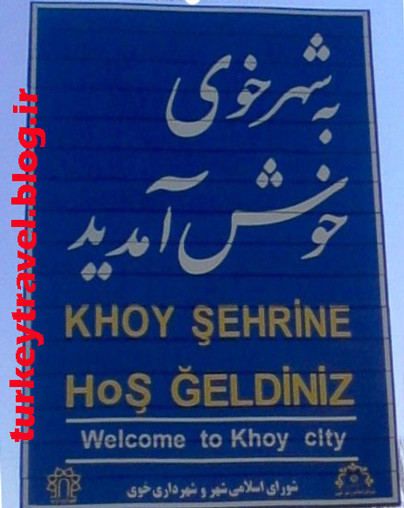 به شهر خوی
خوش آمدید
KHOY ŞEHRİNE
HoŞ ĞELDİNİZ
Welcome to Khoy city
شورای اسلامی شهر و شهرداری خوی
turkeytravel.blog.ir